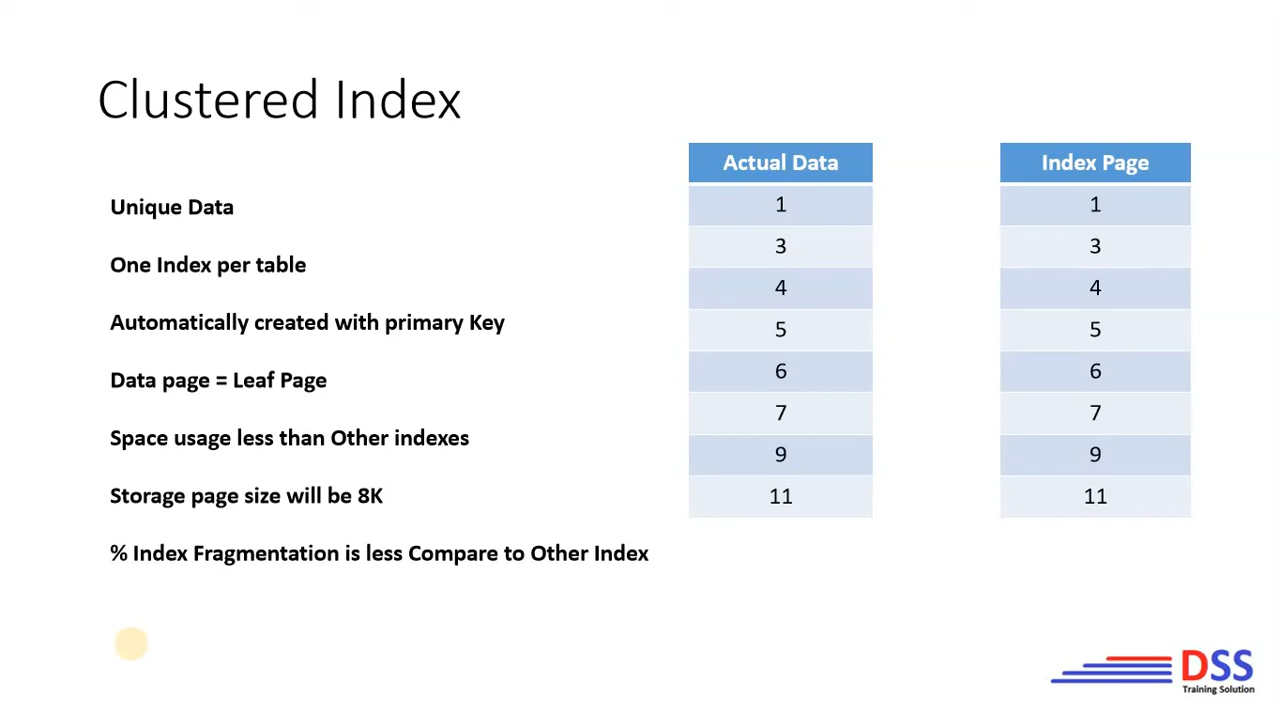 Clustered Index
Unique Data
One Index per table
Automatically created with primary Key
Data page = Leaf Page
Space usage less than Other indexes
Storage page size will be 8K
% Index Fragmentation is less Compare to Other Index
Actual Data Index Page
1 1
3 3
4 4
5 5
6 6
7 7
9 9
11 11
DSS
Training Solution